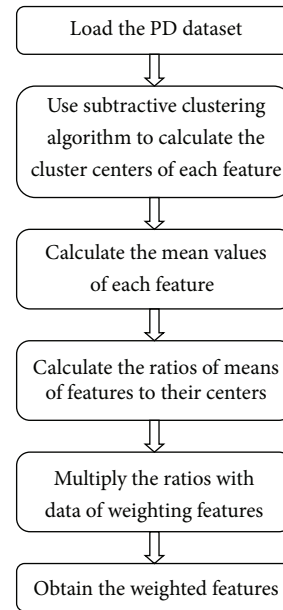 Load the PD dataset
Use subtractive clustering
algorithm to calculate the
cluster centers of each feature
Calculate the mean values
of each feature
Calculate the ratios of means
of features to their centers
Multiply the ratios with
data of weighting features
Obtain the weighted features